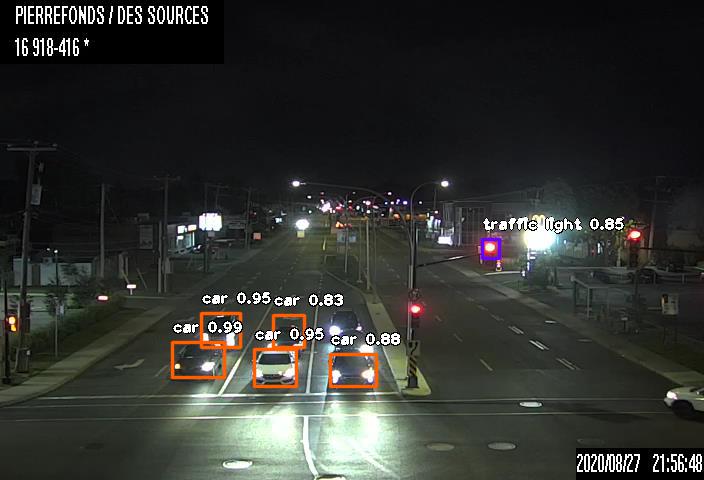 PIERREFONDS / DES SOURCES
16 918-416 *
traffic light 0.85
car 0.95
car 0.83
car 0.99
car 0.95
car 0.88
2020/08/27 21:56:48